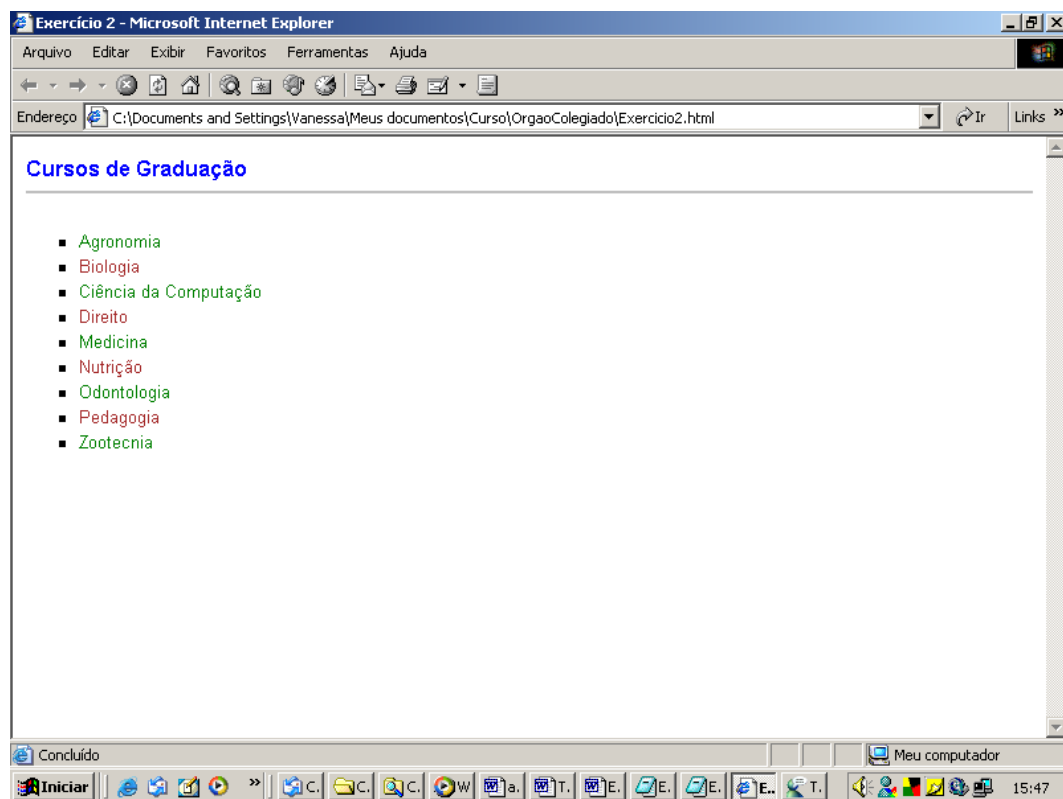 Exercício 2 - Microsoft Internet Explorer
Arquivo Editar Exibir Favoritos Ferramentas Ajuda
Endereço C:\Documents and Settings\Vanessa\Meus documentos\Curso\OrgaoColegiado\Exercicio2.html Ir Links »
Cursos de Graduação
Agronomia
Biologia
Ciência da Computação
Direito
Medicina
Nutrição
Odontologia
Pedagogia
Zootecnia
Concluído Meu computador
Iniciar » C. C. C. W a. T. E. E. E. E.. T. 15:47